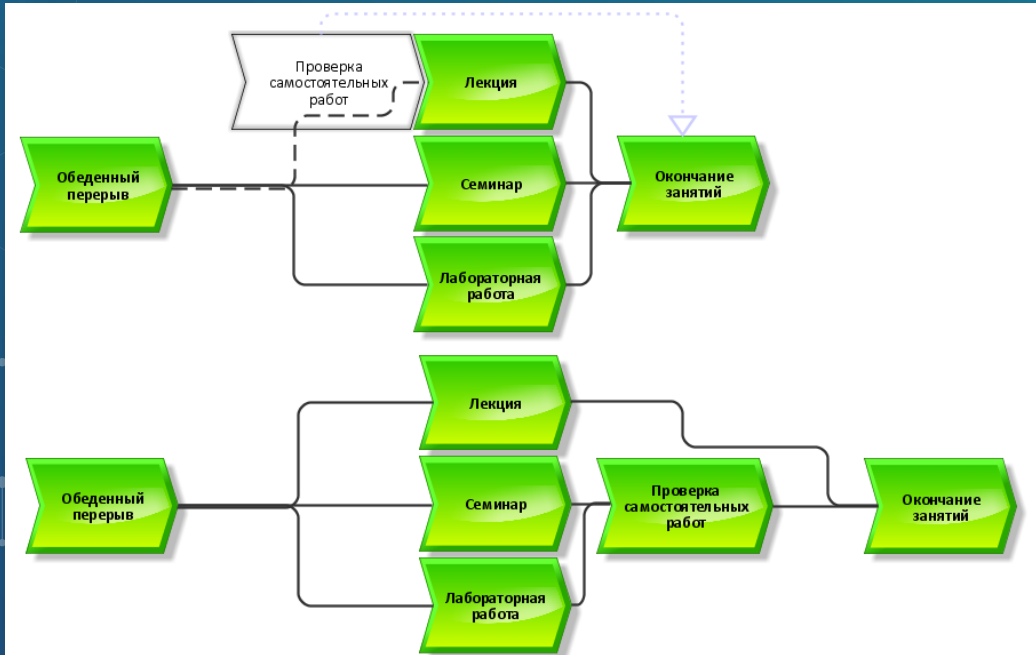 Проверка
самостоятельных
работ
Лекция
Обеденный
перерыв
Семинар
Окончание
занятий
Лабораторная
работа
Лекция
Обеденный
перерыв
Семинар
Проверка
самостоятельных
работ
Окончание
занятий
Лабораторная
работа